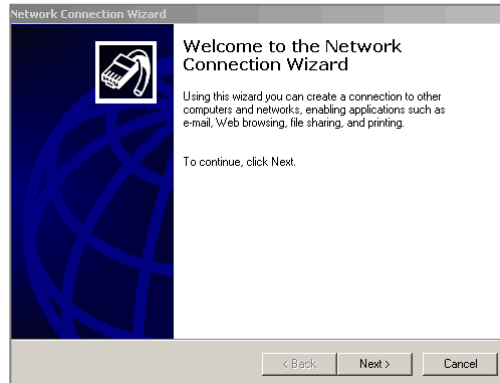 Network Connection Wizard
Welcome to the Network
Connection Wizard
Using this wizard you can create a connection to other
computers and networks, enabling applications such as
e-mail, Web browsing, file sharing, and printing.
To continue, click Next.
< Back
Next >
Cancel